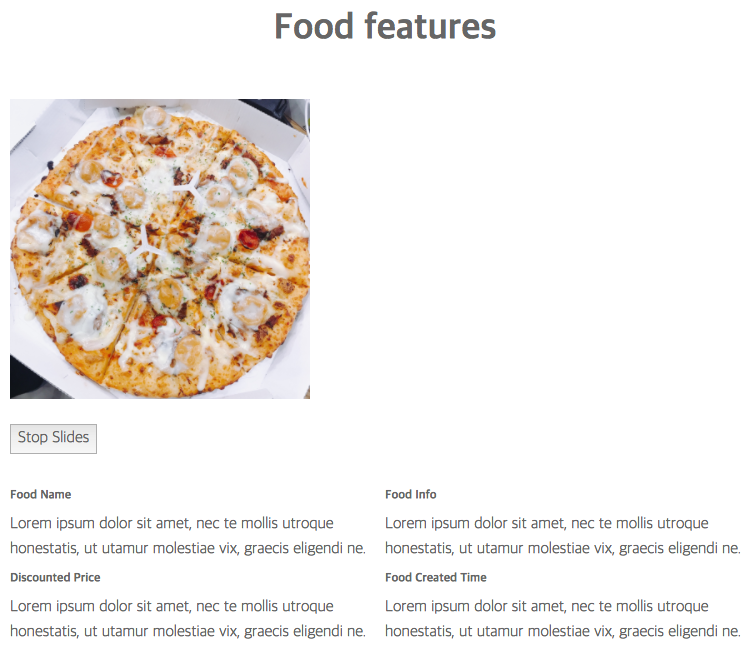 Food features
Stop Slides
Food Name
Lorem ipsum dolor sit amet, nec te mollis utroque
honestatis, ut utamur molestiae vix, graecis eligendi ne.
Food Info
Lorem ipsum dolor sit amet, nec te mollis utroque
honestatis, ut utamur molestiae vix, graecis eligendi ne.
Discounted Price
Lorem ipsum dolor sit amet, nec te mollis utroque
honestatis, ut utamur molestiae vix, graecis eligendi ne.
Food Created Time
Lorem ipsum dolor sit amet, nec te mollis utroque
honestatis, ut utamur molestiae vix, graecis eligendi ne.